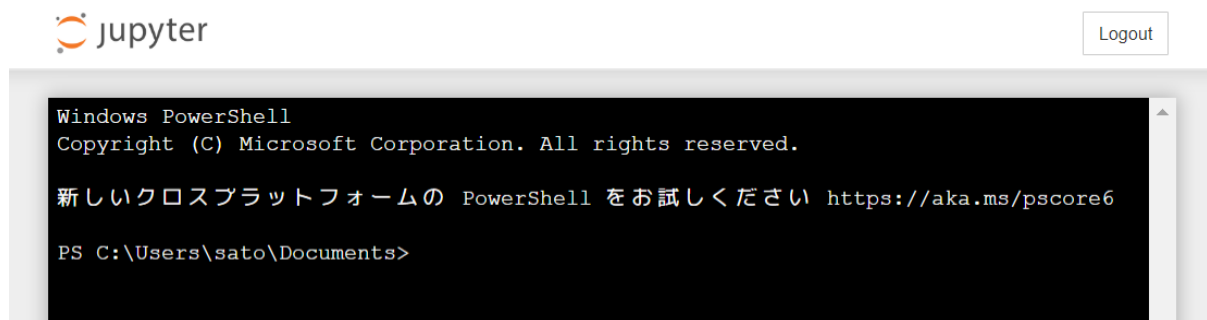 jupyter
Logout
Windows PowerShell
Copyright (C) Microsoft Corporation. All rights reserved.
新しいクロスプラットフォームの PowerShell をお試しください https://aka.ms/pscore6
PS C:\Users\sato\Documents>